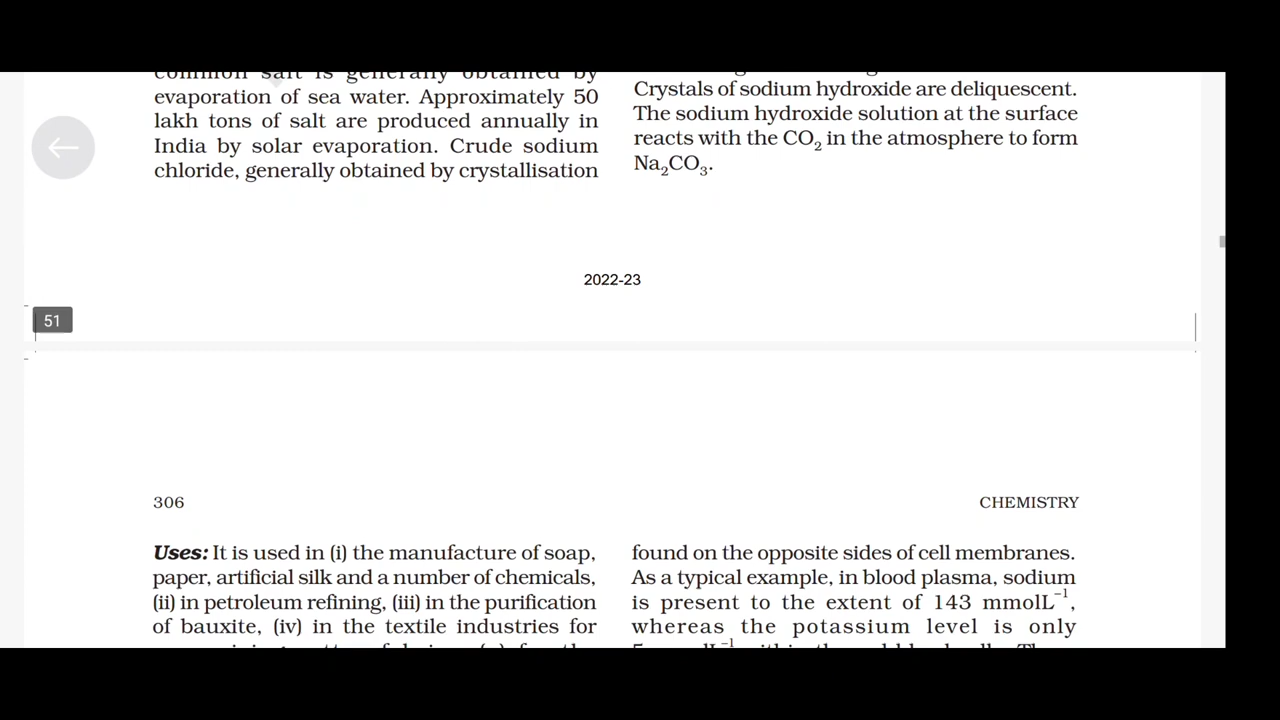 common salt is generally obtained by
evaporation of sea water. Approximately 50
lakh tons of salt are produced annually in
India by solar evaporation. Crude sodium
chloride, generally obtained by crystallisation
Crystals of sodium hydroxide are deliquescent.
The sodium hydroxide solution at the surface
reacts with the CO₂ in the atmosphere to form
Na₂CO₃.
2022-23
51
306
CHEMISTRY
Uses: It is used in (i) the manufacture of soap,
paper, artificial silk and a number of chemicals,
(ii) in petroleum refining, (iii) in the purification
of bauxite, (iv) in the textile industries for
found on the opposite sides of cell membranes.
As a typical example, in blood plasma, sodium
is present to the extent of 143 mmolL⁻¹,
whereas the potassium level is only